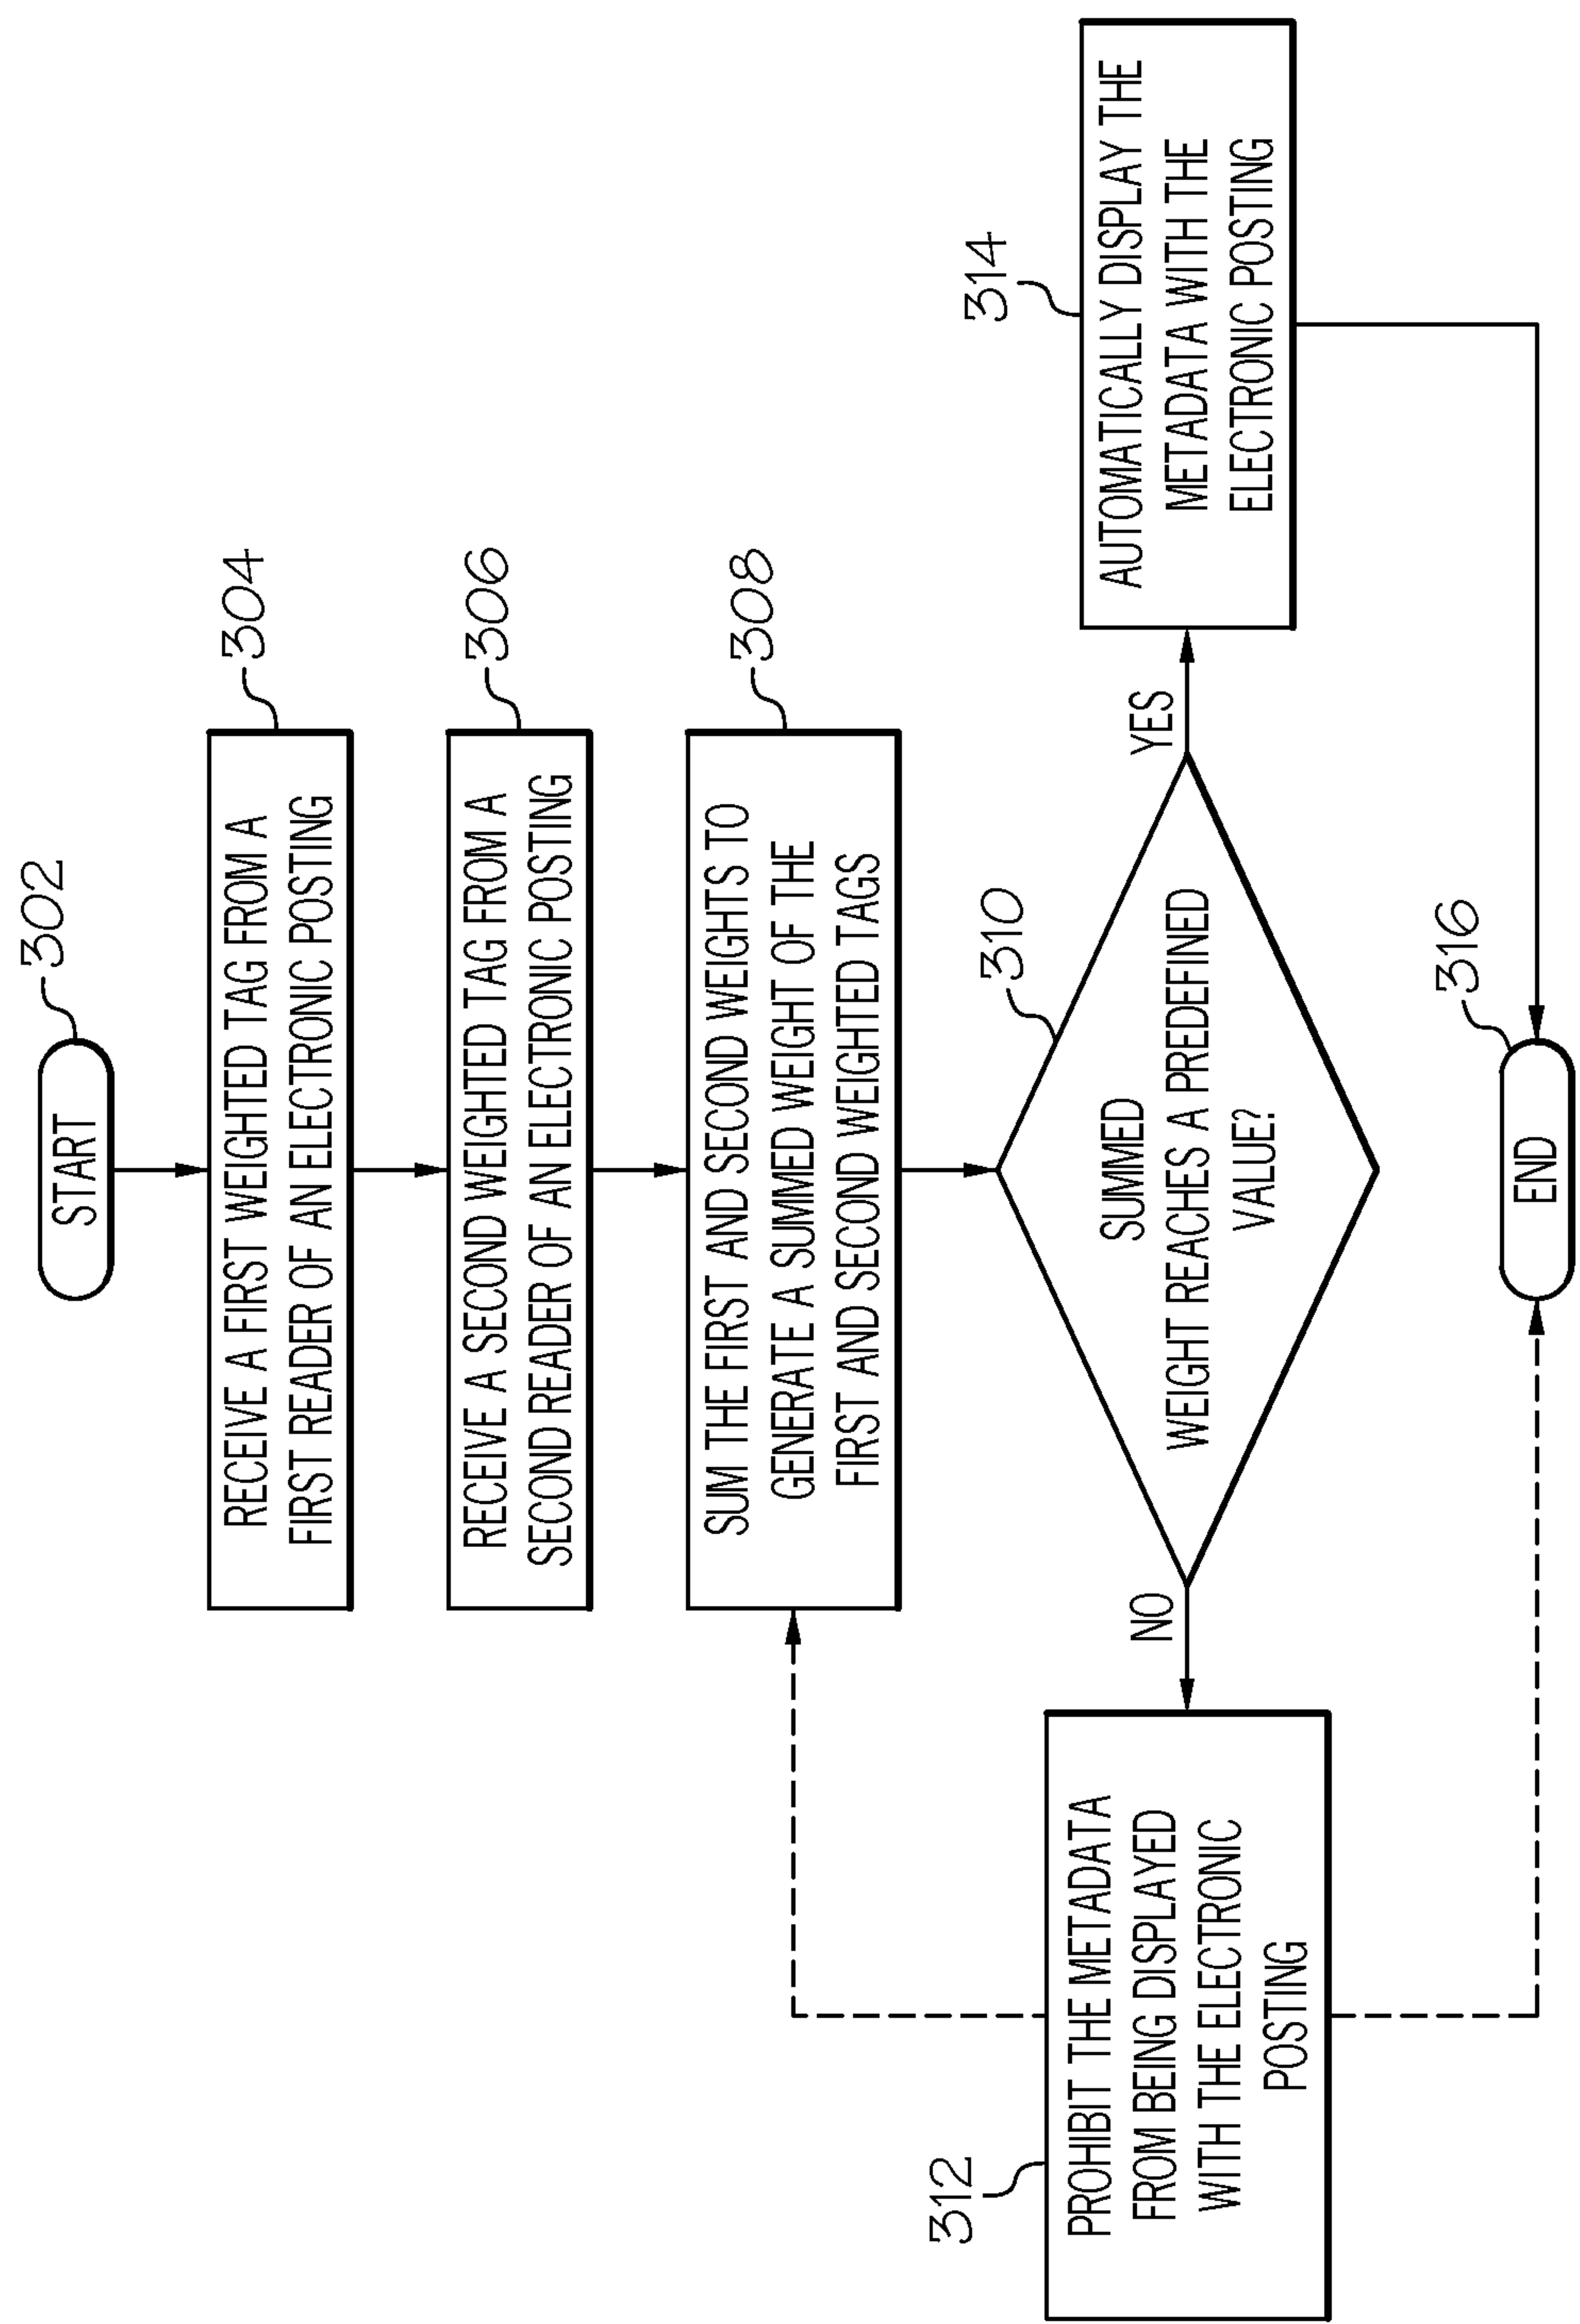 START
302
RECEIVE A FIRST WEIGHTED TAG FROM A
FIRST READER OF AN ELECTRONIC POSTING
304
RECEIVE A SECOND WEIGHTED TAG FROM A
SECOND READER OF AN ELECTRONIC POSTING
306
SUM THE FIRST AND SECOND WEIGHTS TO
GENERATE A SUMMED WEIGHT OF THE
FIRST AND SECOND WEIGHTED TAGS
308
310
SUMMED
WEIGHT REACHES A PREDEFINED
VALUE?
NO
YES
312
PROHIBIT THE METADATA
FROM BEING DISPLAYED
WITH THE ELECTRONIC
POSTING
314
AUTOMATICALLY DISPLAY THE
METADATA WITH THE
ELECTRONIC POSTING
316
END